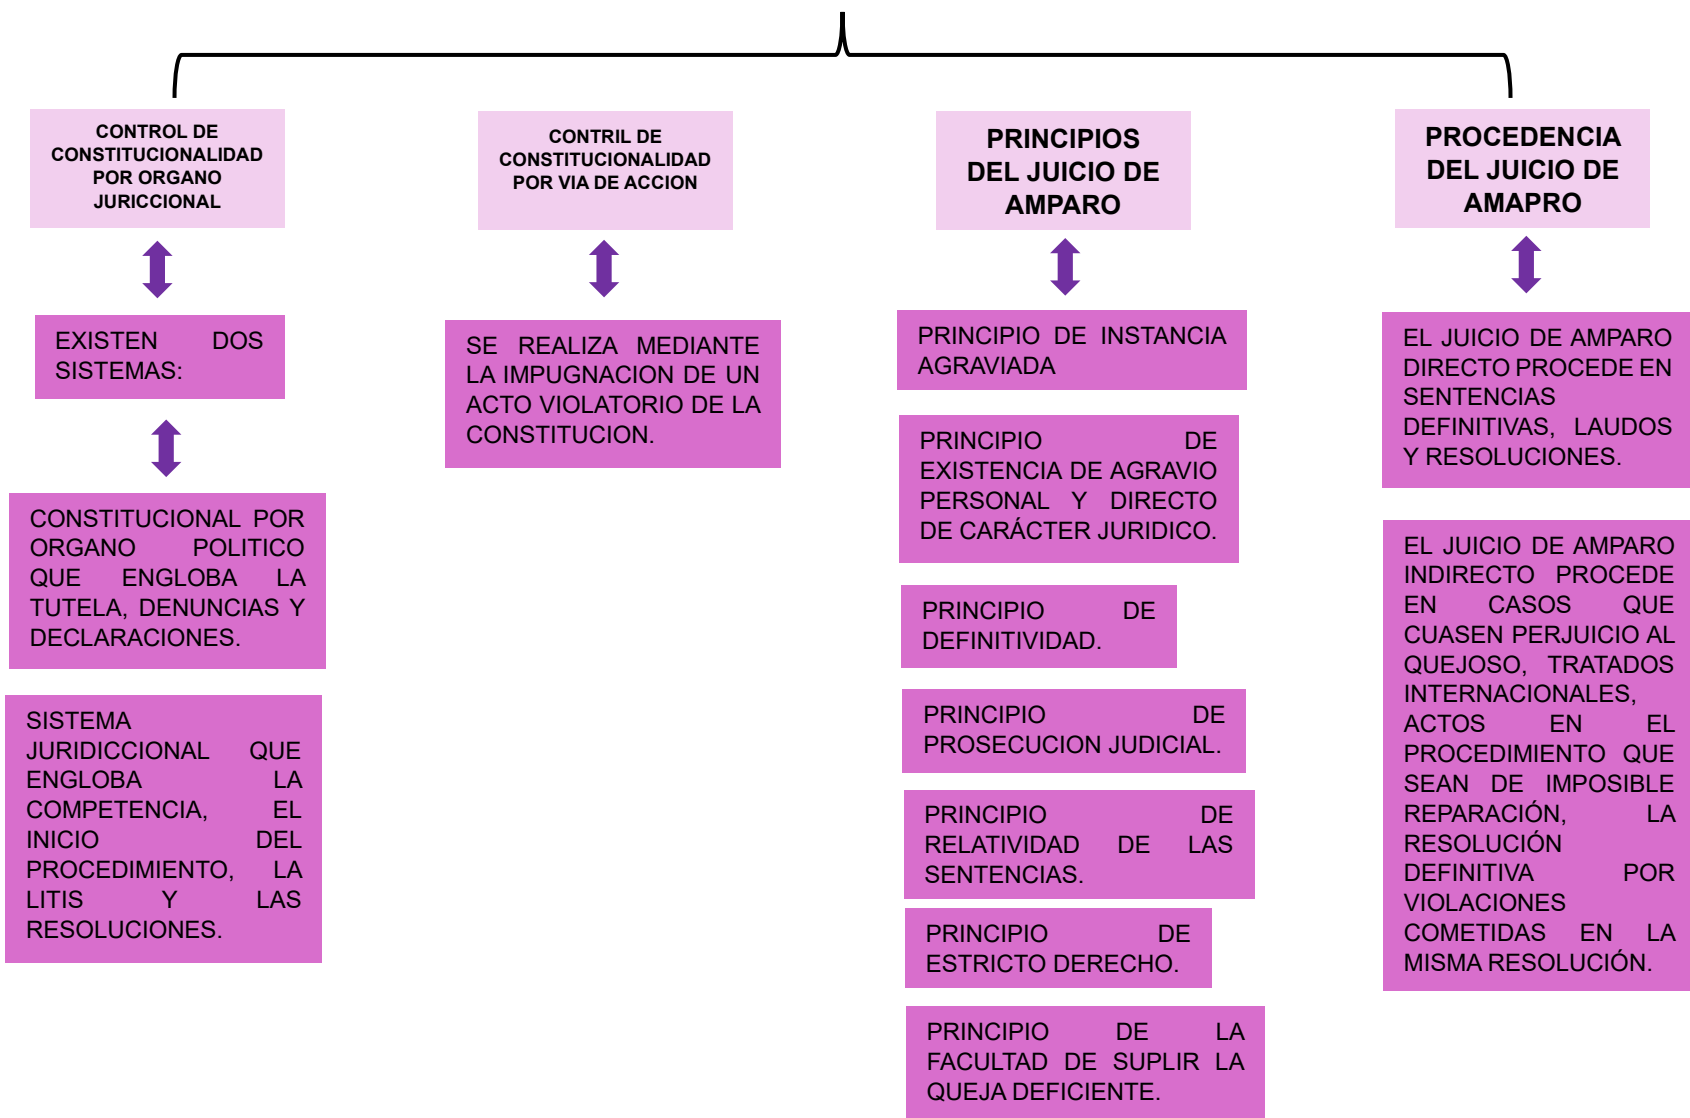 CONTROL DE
CONSTITUCIONALIDAD
POR ORGANO
JURICCIONAL
EXISTEN DOS
SISTEMAS:
CONSTITUCIONAL POR
ORGANO POLITICO
QUE ENGLOBA LA
TUTELA, DENUNCIAS Y
DECLARACIONES.
SISTEMA
JURIDICCIONAL QUE
ENGLOBA LA
COMPETENCIA, EL
INICIO DEL
PROCEDIMIENTO, LA
LITIS Y LAS
RESOLUCIONES.
CONTRIL DE
CONSTITUCIONALIDAD
POR VIA DE ACCION
SE REALIZA MEDIANTE
LA IMPUGNACION DE UN
ACTO VIOLATORIO DE LA
CONSTITUCION.
PRINCIPIOS
DEL JUICIO DE
AMPARO
PRINCIPIO DE INSTANCIA
AGRAVIADA
PRINCIPIO DE
EXISTENCIA DE AGRAVIO
PERSONAL Y DIRECTO
DE CARÁCTER JURIDICO.
PRINCIPIO DE
DEFINITIVIDAD.
PRINCIPIO DE
PROSECUCION JUDICIAL.
PRINCIPIO DE
RELATIVIDAD DE LAS
SENTENCIAS.
PRINCIPIO DE
ESTRICTO DERECHO.
PRINCIPIO DE LA
FACULTAD DE SUPLIR LA
QUEJA DEFICIENTE.
PROCEDENCIA
DEL JUICIO DE
AMAPRO
EL JUICIO DE AMPARO
DIRECTO PROCEDE EN
SENTENCIAS
DEFINITIVAS, LAUDOS
Y RESOLUCIONES.
EL JUICIO DE AMPARO
INDIRECTO PROCEDE
EN CASOS QUE
CUASEN PERJUICIO AL
QUEJOSO, TRATADOS
INTERNACIONALES,
ACTOS EN EL
PROCEDIMIENTO QUE
SEAN DE IMPOSIBLE
REPARACIÓN, LA
RESOLUCIÓN
DEFINITIVA POR
VIOLACIONES
COMETIDAS EN LA
MISMA RESOLUCIÓN.